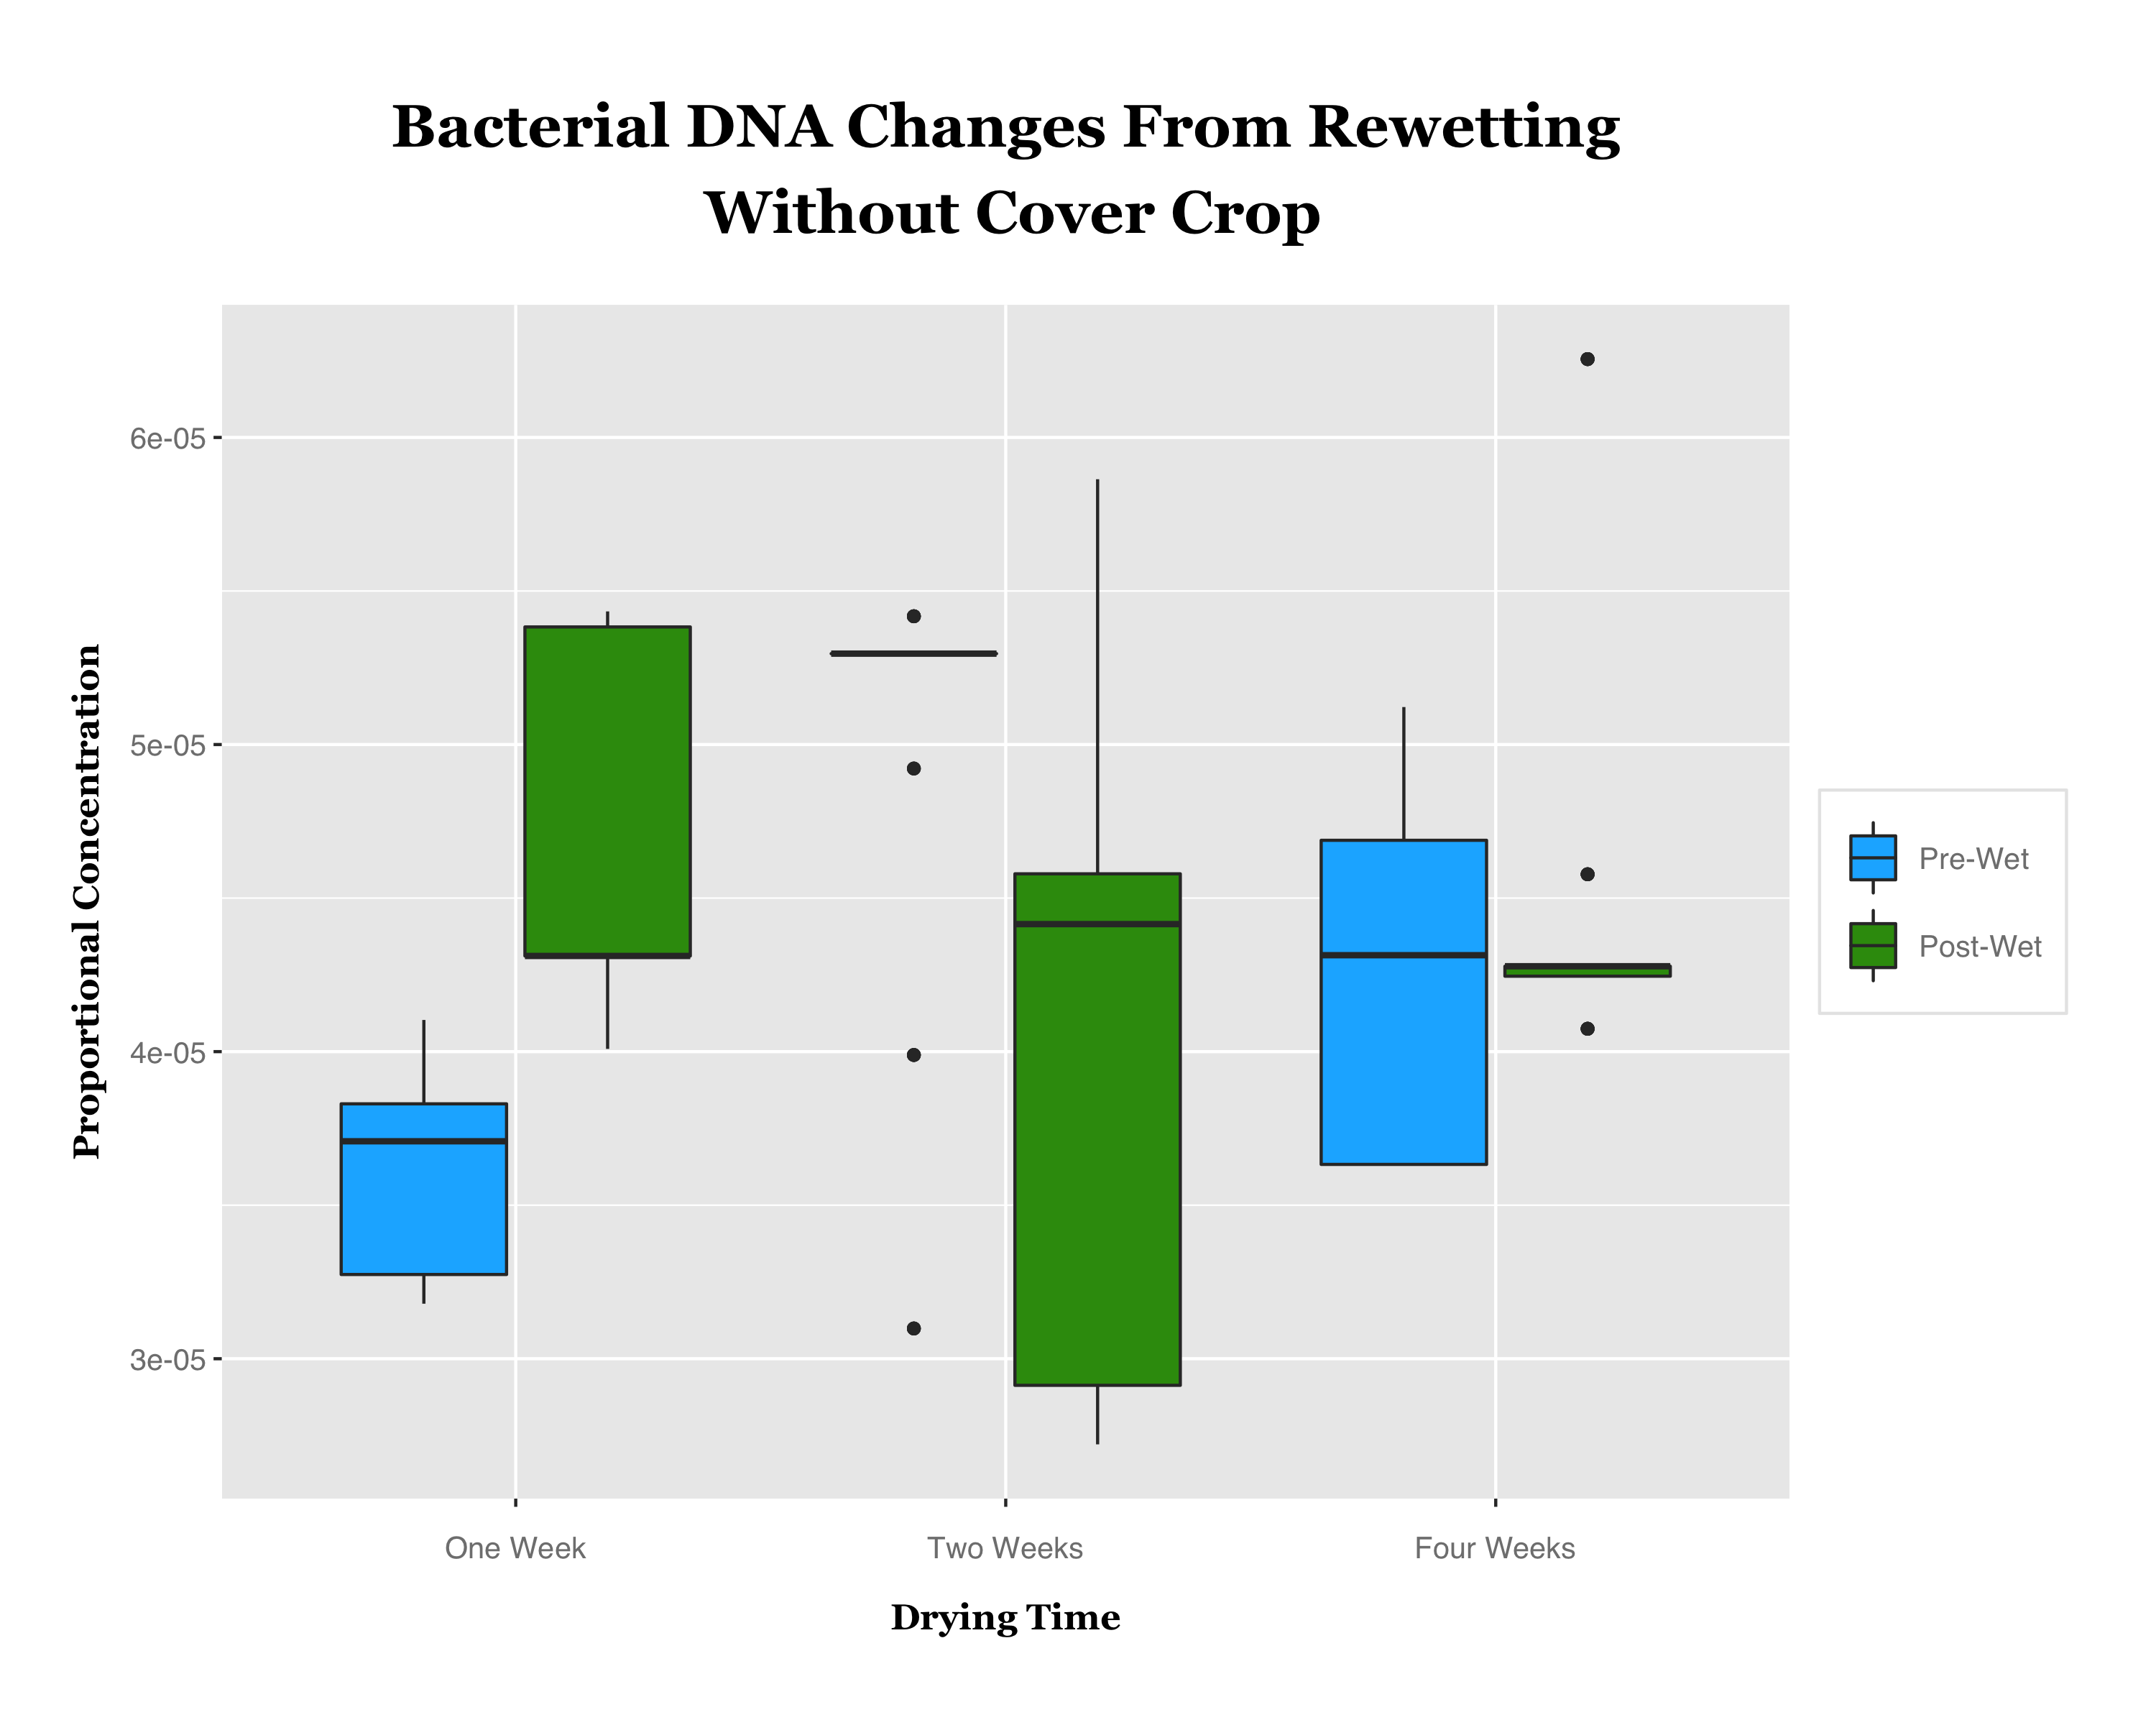 Bacterial DNA Changes From Rewetting
Without Cover Crop
Proportional Concentration
6e-05
5e-05
4e-05
3e-05
One Week
Two Weeks
Four Weeks
Drying Time
Pre-Wet
Post-Wet